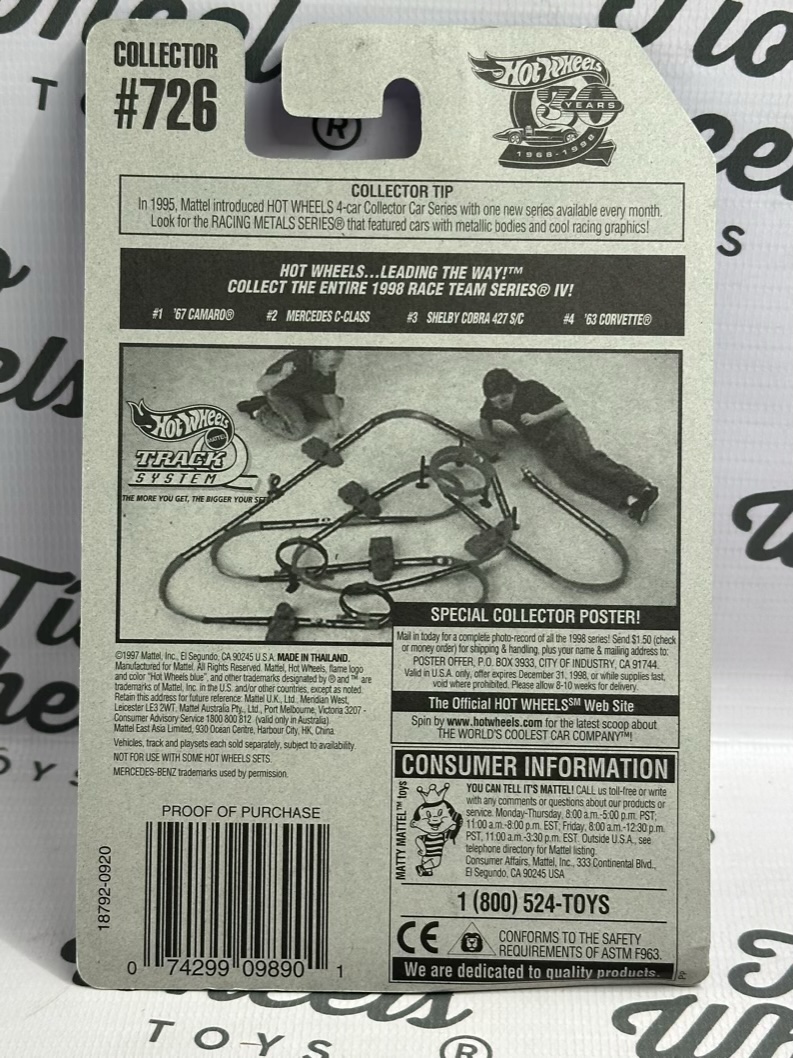 COLLECTOR
#726
HOT WHEELS
30 YEARS
1968-1998
COLLECTOR TIP
In 1995, Mattel introduced HOT WHEELS 4-car Collector Car Series with one new series available every month.
Look for the RACING METALS SERIES® that featured cars with metallic bodies and cool racing graphics!
HOT WHEELS...LEADING THE WAY!™
COLLECT THE ENTIRE 1998 RACE TEAM SERIES® IV!
#1 '67 CAMARO® #2 MERCEDES C-CLASS #3 SHELBY COBRA 427 S/C #4 '63 CORVETTE®
HOT WHEELS
MATTEL
TRACK
SYSTEM
THE MORE YOU GET, THE BIGGER YOUR SET!
SPECIAL COLLECTOR POSTER!
Mail in today for a complete photo-record of all the 1998 series! Send $1.50 (check
or money order) for shipping & handling, plus your name & mailing address to:
POSTER OFFER, P.O. BOX 3933, CITY OF INDUSTRY, CA 91744.
Valid in U.S.A. only, offer expires December 31, 1998, or while supplies last,
void where prohibited. Please allow 8-10 weeks for delivery.
The Official HOT WHEELS℠ Web Site
Spin by www.hotwheels.com for the latest scoop about
THE WORLD'S COOLEST CAR COMPANY™!
©1997 Mattel, Inc., El Segundo, CA 90245 U.S.A. MADE IN THAILAND.
Manufactured for Mattel. All Rights Reserved. Mattel, Hot Wheels, flame logo
and color "Hot Wheels blue", and other trademarks designated by ® and ™ are
trademarks of Mattel, Inc. in the U.S. and/or other countries, except as noted.
Retain this address for future reference: Mattel U.K., Ltd., Meridian West,
Leicester LE3 2WT. Mattel Australia Pty., Ltd., Port Melbourne, Victoria 3207 -
Consumer Advisory Service 1800 800 812 (valid only in Australia).
Mattel East Asia Limited, 930 Ocean Centre, Harbour City, HK, China
Vehicles, track and playsets each sold separately, subject to availability.
NOT FOR USE WITH SOME HOT WHEELS SETS.
MERCEDES-BENZ trademarks used by permission.
CONSUMER INFORMATION
MATTY MATTEL™ toys
YOU CAN TELL IT'S MATTEL! CALL us toll-free or write
with any comments or questions about our products or
service. Monday-Thursday, 8:00 a.m.-5:00 p.m. PST;
11:00 a.m.-8:00 p.m. EST, Friday, 8:00 a.m.-12:30 p.m.
PST, 11:00 a.m.-3:30 p.m. EST. Outside U.S.A., see
telephone directory for Mattel listing.
Consumer Affairs, Mattel, Inc., 333 Continental Blvd.,
El Segundo, CA 90245 USA
1 (800) 524-TOYS
CE
CONFORMS TO THE SAFETY
REQUIREMENTS OF ASTM F963.
We are dedicated to quality products.
PROOF OF PURCHASE
18792-0920
0 74299 09890 1
TOYS
®